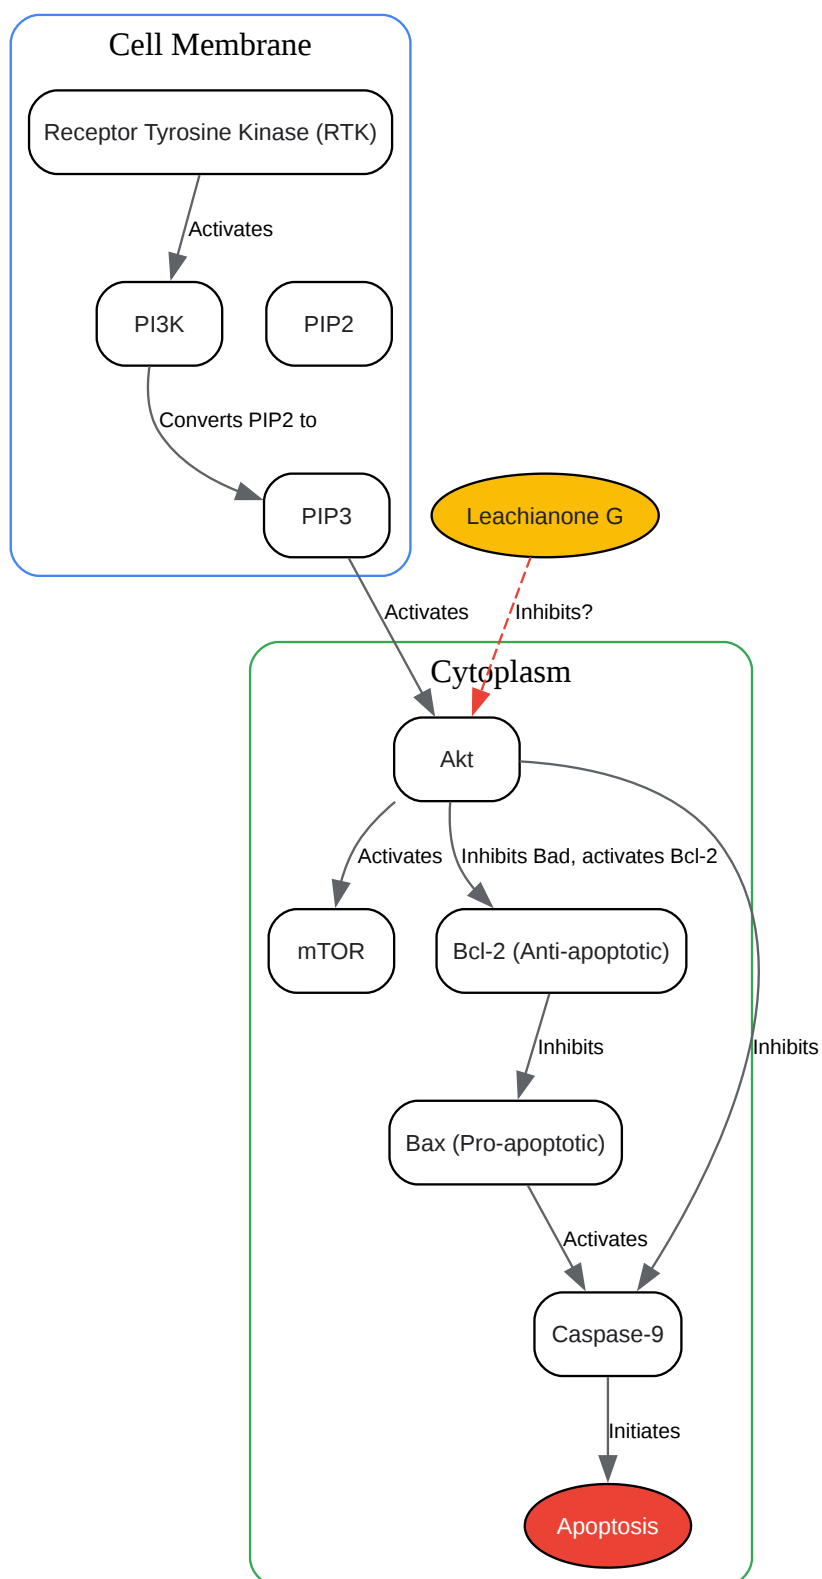 Cell Membrane
Receptor Tyrosine Kinase (RTK)
Activates
PI3K
PIP2
Converts PIP2 to
PIP3
Leachianone G
Activates
Inhibits?
Cytoplasm
Akt
Activates
Inhibits Bad, activates Bcl-2
mTOR
Bcl-2 (Anti-apoptotic)
Inhibits
Inhibits
Bax (Pro-apoptotic)
Activates
Caspase-9
Initiates
Apoptosis